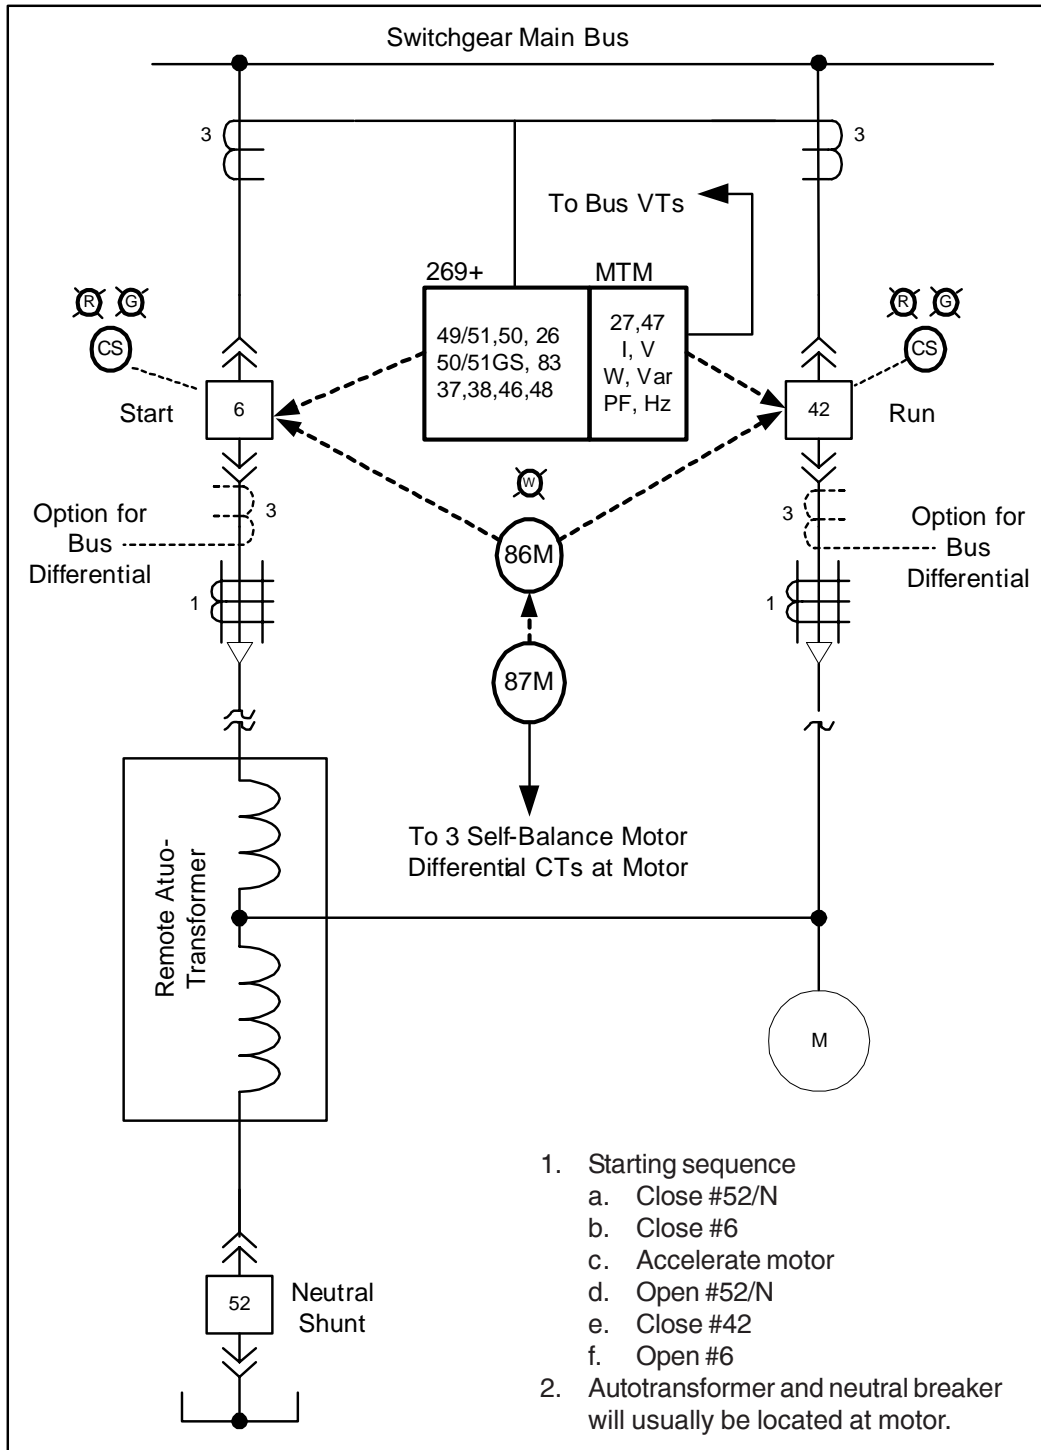 Switchgear Main Bus
3
3
To Bus VTs
269+
MTM
49/51,50, 26
50/51GS, 83
37,38,46,48
27,47
I, V
W, Var
PF, Hz
R
G
CS
R
G
CS
Start
6
42
Run
W
Option for
Bus
Differential
3
3
Option for
Bus
Differential
86M
1
1
87M
To 3 Self-Balance Motor
Differential CTs at Motor
Remote Atuo-
Transformer
M
52
Neutral
Shunt
1. Starting sequence
a. Close #52/N
b. Close #6
c. Accelerate motor
d. Open #52/N
e. Close #42
f. Open #6
2. Autotransformer and neutral breaker
will usually be located at motor.